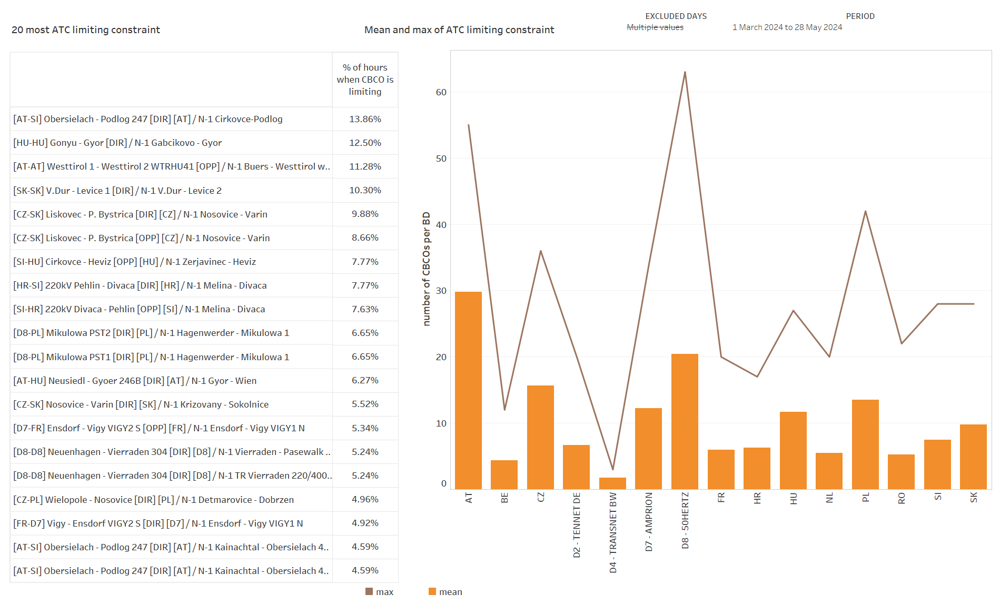 EXCLUDED DAYS
PERIOD
20 most ATC limiting constraint
Mean and max of ATC limiting constraint
Multiple values
1 March 2024 to 28 May 2024
% of hours
when CBCO is
limiting
[AT-SI] Obersielach - Podlog 247 [DIR] [AT] / N-1 Cirkovce-Podlog 13.86%
[HU-HU] Gonyu - Gyor [DIR] / N-1 Gabcikovo - Gyor 12.50%
[AT-AT] Westtirol 1 - Westtirol 2 WTRHU41 [OPP] / N-1 Buers - Westtirol w.. 11.28%
[SK-SK] V.Dur - Levice 1 [DIR] / N-1 V.Dur - Levice 2 10.30%
[CZ-SK] Liskovec - P. Bystrica [DIR] [CZ] / N-1 Nosovice - Varin 9.88%
[CZ-SK] Liskovec - P. Bystrica [OPP] [CZ] / N-1 Nosovice - Varin 8.66%
[SI-HU] Cirkovce - Heviz [OPP] [HU] / N-1 Zerjavinec - Heviz 7.77%
[HR-SI] 220kV Pehlin - Divaca [DIR] [HR] / N-1 Melina - Divaca 7.77%
[SI-HR] 220kV Divaca - Pehlin [OPP] [SI] / N-1 Melina - Divaca 7.63%
[D8-PL] Mikulowa PST2 [DIR] [PL] / N-1 Hagenwerder - Mikulowa 1 6.65%
[D8-PL] Mikulowa PST1 [DIR] [PL] / N-1 Hagenwerder - Mikulowa 1 6.65%
[AT-HU] Neusiedl - Gyoer 246B [DIR] [AT] / N-1 Gyor - Wien 6.27%
[CZ-SK] Nosovice - Varin [DIR] [SK] / N-1 Krizovany - Sokolnice 5.52%
[D7-FR] Ensdorf - Vigy VIGY2 S [OPP] [FR] / N-1 Ensdorf - Vigy VIGY1 N 5.34%
[D8-D8] Neuenhagen - Vierraden 304 [DIR] [D8] / N-1 Vierraden - Pasewalk .. 5.24%
[D8-D8] Neuenhagen - Vierraden 304 [DIR] [D8] / N-1 TR Vierraden 220/400.. 5.24%
[CZ-PL] Wielopole - Nosovice [DIR] [PL] / N-1 Detmarovice - Dobrzen 4.96%
[FR-D7] Vigy - Ensdorf VIGY2 S [DIR] [D7] / N-1 Ensdorf - Vigy VIGY1 N 4.92%
[AT-SI] Obersielach - Podlog 247 [DIR] [AT] / N-1 Kainachtal - Obersielach 4.. 4.59%
[AT-SI] Obersielach - Podlog 247 [DIR] [AT] / N-1 Kainachtal - Obersielach 4.. 4.59%
number of CBCOs per BD
60
50
40
30
20
10
0
AT
BE
CZ
D2 - TENNET DE
D4 - TRANSNET BW
D7 - AMPRION
D8 - 50HERTZ
FR
HR
HU
NL
PL
RO
SI
SK
max
mean